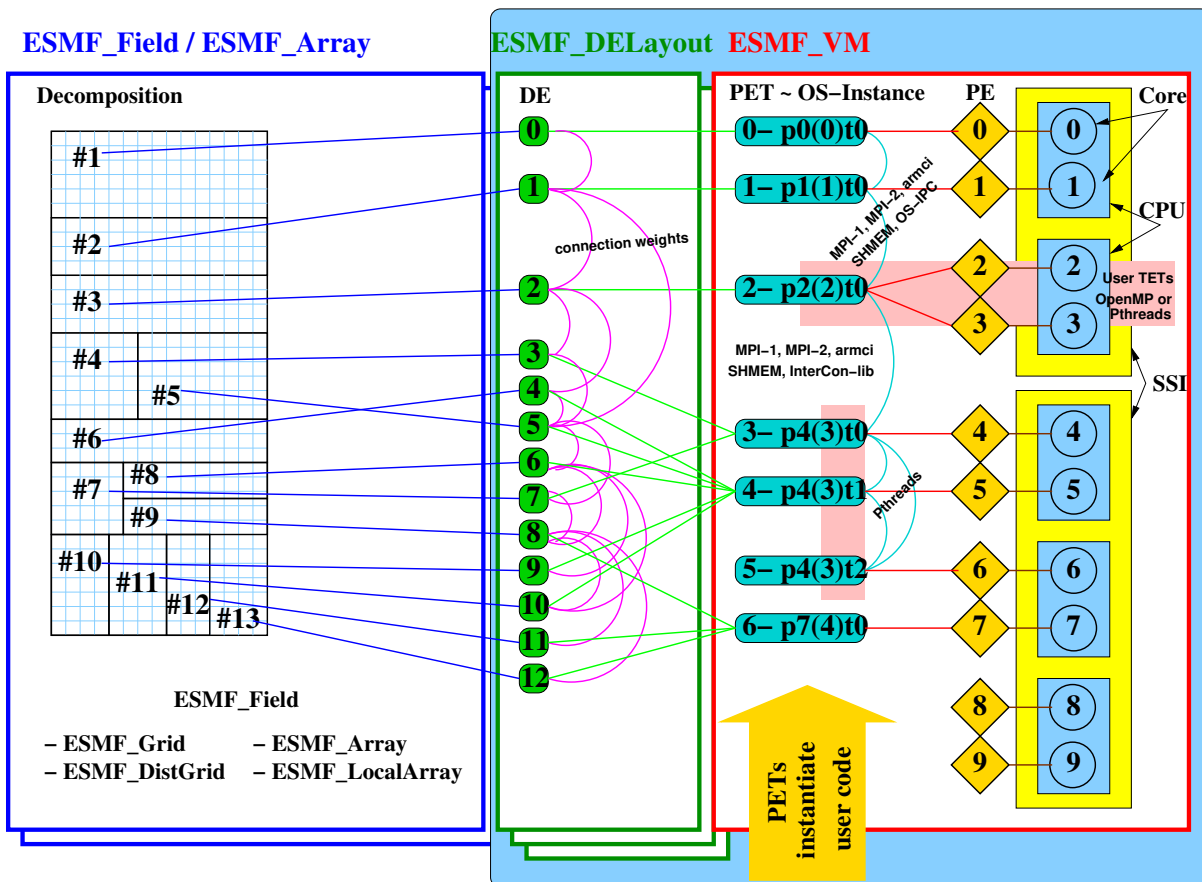 ESMF_Field / ESMF_Array
ESMF_DELayout
ESMF_VM
Decomposition
#1
#2
#3
#4
#5
#6
#7
#8
#9
#10
#11
#12
#13
ESMF_Field
– ESMF_Grid
– ESMF_Array
– ESMF_DistGrid
– ESMF_LocalArray
DE
0
1
2
3
4
5
6
7
8
9
10
11
12
connection weights
PET ~ OS–Instance
0– p0(0)t0
1– p1(1)t0
2– p2(2)t0
3– p4(3)t0
4– p4(3)t1
5– p4(3)t2
6– p7(4)t0
MPI–1, MPI–2, armci
SHMEM, OS–IPC
MPI–1, MPI–2, armci
SHMEM, InterCon–lib
Pthreads
PETs
instantiate
user code
PE
0
1
2
3
4
5
6
7
8
9
0
1
2
3
4
5
6
7
8
9
Core
CPU
User TETs
OpenMP or
Pthreads
SSI